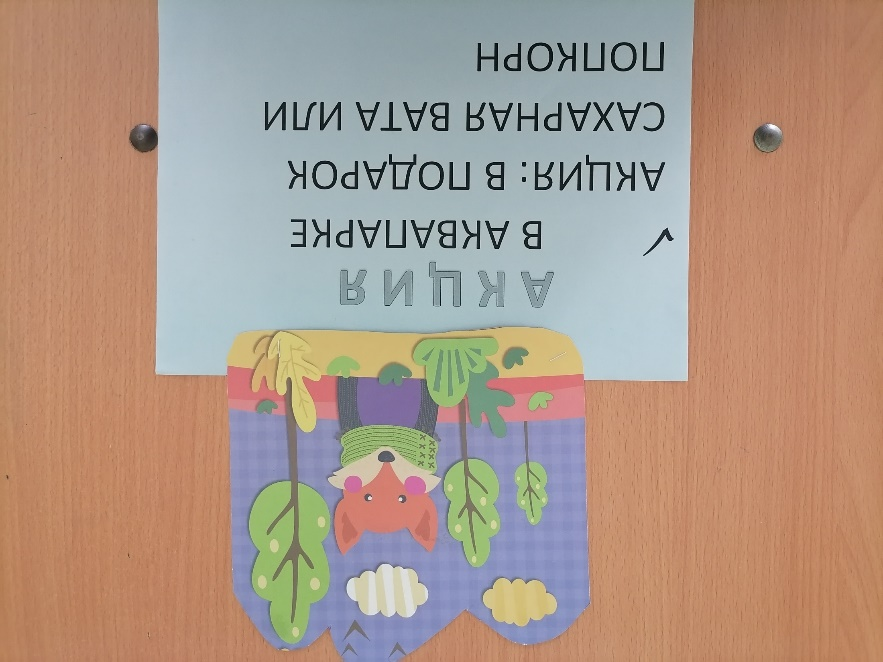 АКЦИЯ
✓ В АКВАПАРКЕ
АКЦИЯ: В ПОДАРОК
САХАРНАЯ ВАТА ИЛИ
ПОПКОРН